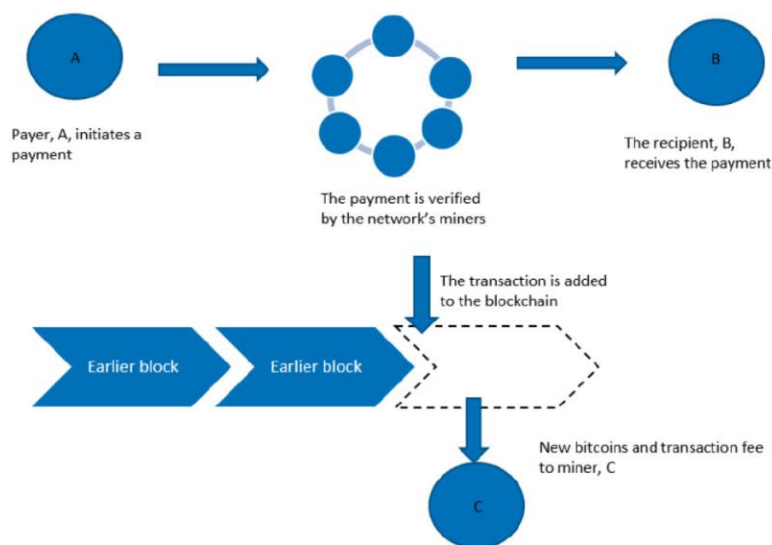 A
B
Payer, A, initiates a
payment
The recipient, B,
receives the payment
The payment is verified
by the network's miners
The transaction is added
to the blockchain
Earlier block
Earlier block
New bitcoins and transaction fee
to miner, C
C